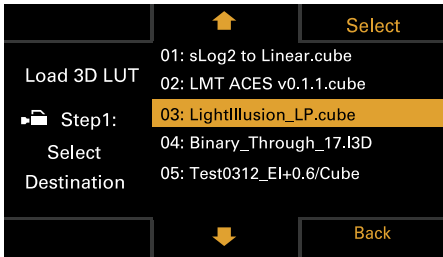 Select
Load 3D LUT
Step1:
Select
Destination
01: sLog2 to Linear.cube
02: LMT ACES v0.1.1.cube
03: LightIllusion_LP.cube
04: Binary_Through_17.l3D
05: Test0312_EI+0.6/Cube
Back